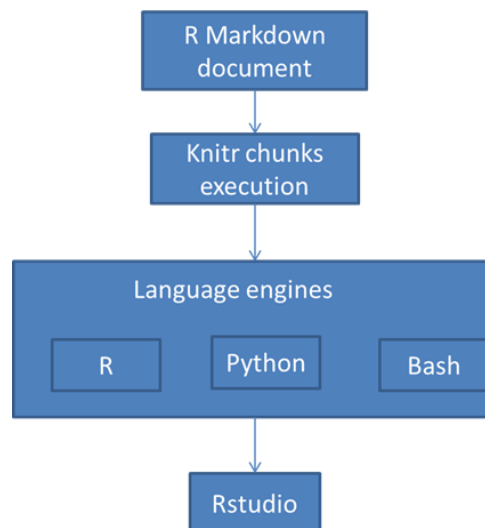 R Markdown
document
Knitr chunks
execution
Language engines
R
Python
Bash
Rstudio